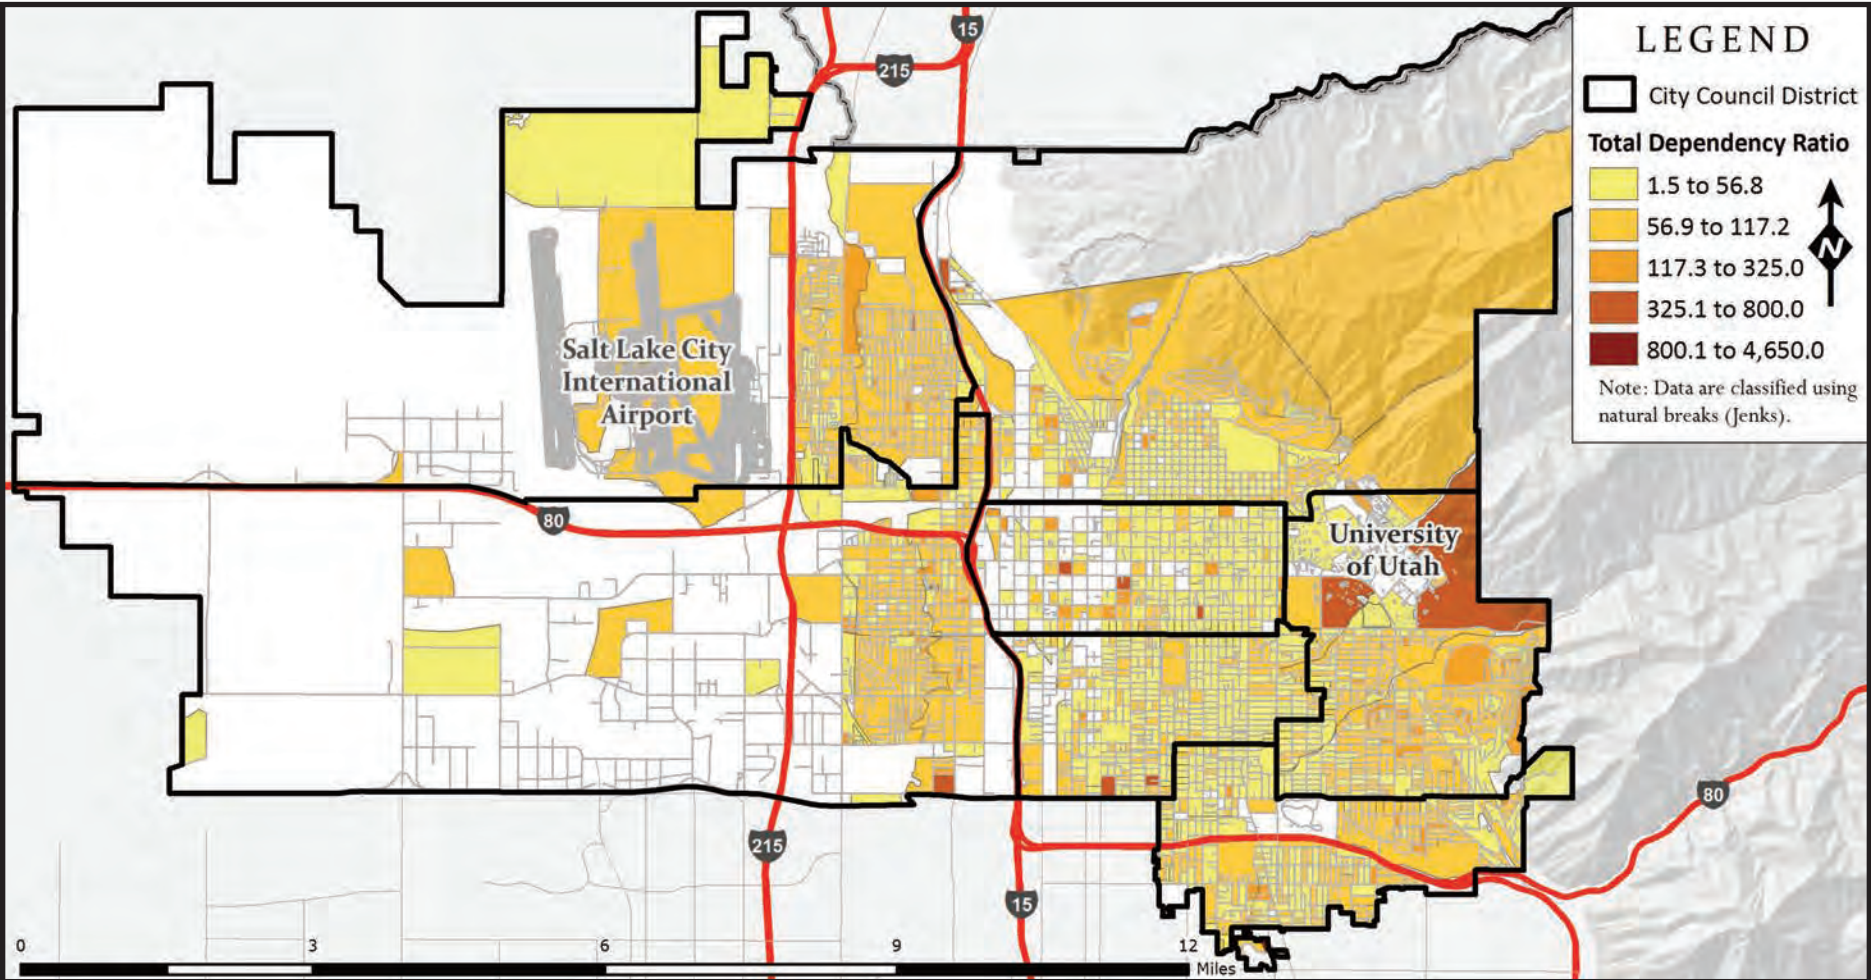 15
215
LEGEND
City Council District
Total Dependency Ratio
1.5 to 56.8
56.9 to 117.2
117.3 to 325.0
325.1 to 800.0
800.1 to 4,650.0
N
Note: Data are classified using
natural breaks (Jenks).
Salt Lake City
International
Airport
80
University
of Utah
80
215
15
0 3 6 9 12
Miles